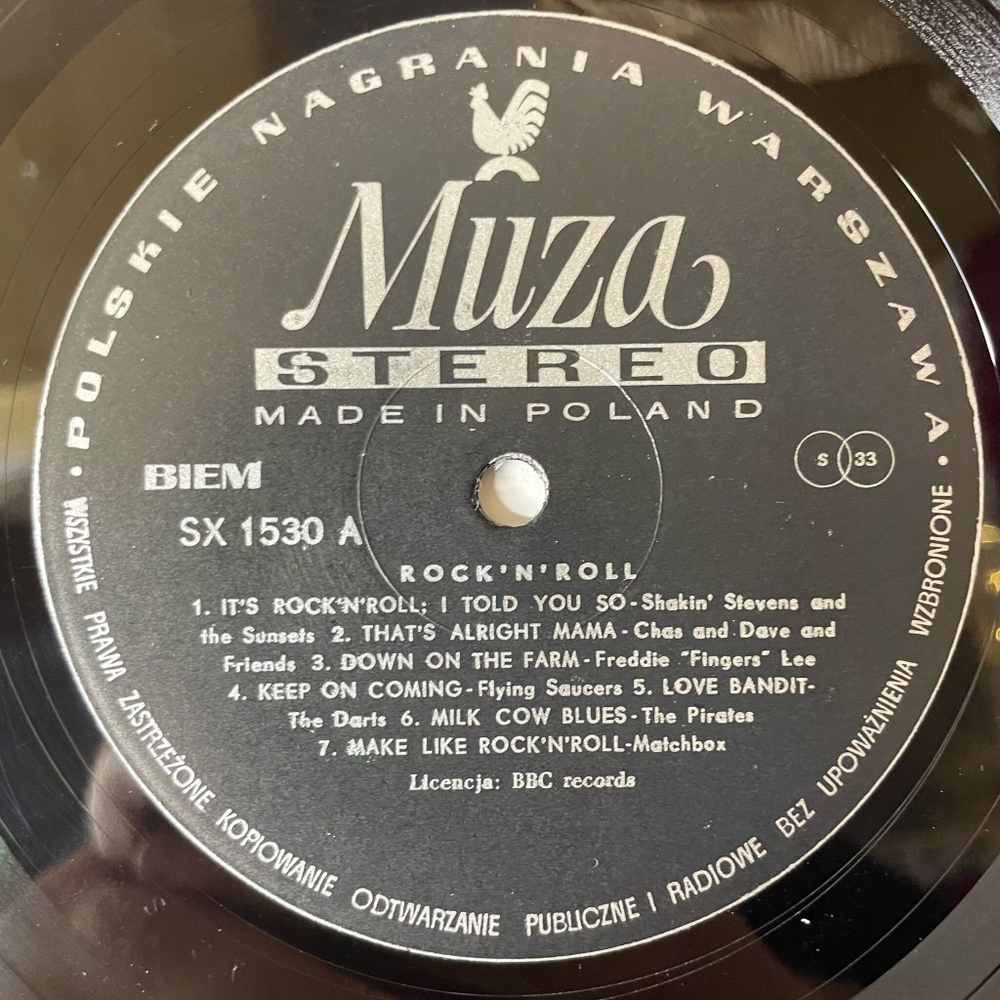 • POLSKIE NAGRANIA WARSZAWA •
Muza
STEREO
MADE IN POLAND
BIEM
S 33
SX 1530 A
ROCK'N'ROLL
1. IT'S ROCK'N'ROLL; I TOLD YOU SO-Shakin' Stevens and
the Sunsets 2. THAT'S ALRIGHT MAMA-Chas and Dave and
Friends 3. DOWN ON THE FARM-Freddie "Fingers" Lee
4. KEEP ON COMING-Flying Saucers 5. LOVE BANDIT-
The Darts 6. MILK COW BLUES-The Pirates
7. MAKE LIKE ROCK'N'ROLL-Matchbox
Licencja: BBC records
WSZYSTKIE PRAWA ZASTRZEŻONE KOPIOWANIE ODTWARZANIE PUBLICZNE I RADIOWE BEZ UPOWAŻNIENIA WZBRONIONE